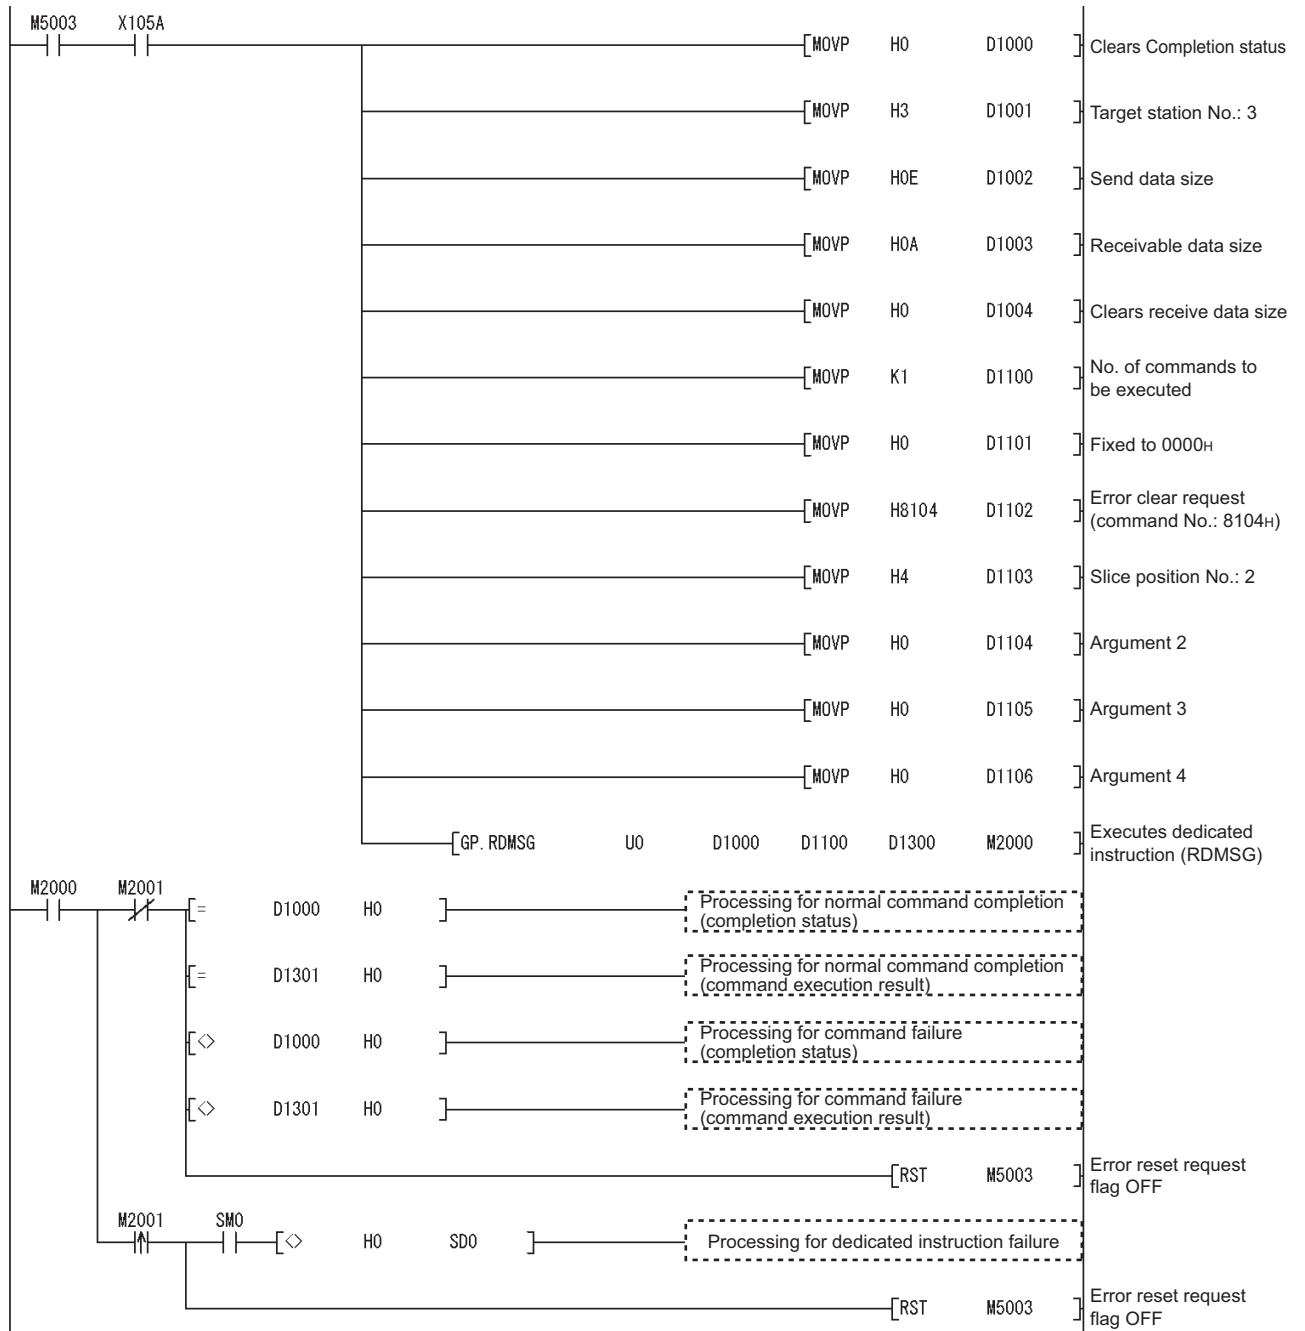 M5003 X105A
MOVP H0 D1000 Clears Completion status
MOVP H3 D1001 Target station No.: 3
MOVP H0E D1002 Send data size
MOVP H0A D1003 Receivable data size
MOVP H0 D1004 Clears receive data size
MOVP K1 D1100 No. of commands to
be executed
MOVP H0 D1101 Fixed to 0000H
MOVP H8104 D1102 Error clear request
(command No.: 8104H)
MOVP H4 D1103 Slice position No.: 2
MOVP H0 D1104 Argument 2
MOVP H0 D1105 Argument 3
MOVP H0 D1106 Argument 4
GP.RDMSG U0 D1000 D1100 D1300 M2000 Executes dedicated
instruction (RDMSG)
M2000 M2001
= D1000 H0 Processing for normal command completion
(completion status)
= D1301 H0 Processing for normal command completion
(command execution result)
<> D1000 H0 Processing for command failure
(completion status)
<> D1301 H0 Processing for command failure
(command execution result)
RST M5003 Error reset request
flag OFF
M2001 SM0
<> H0 SD0 Processing for dedicated instruction failure
RST M5003 Error reset request
flag OFF